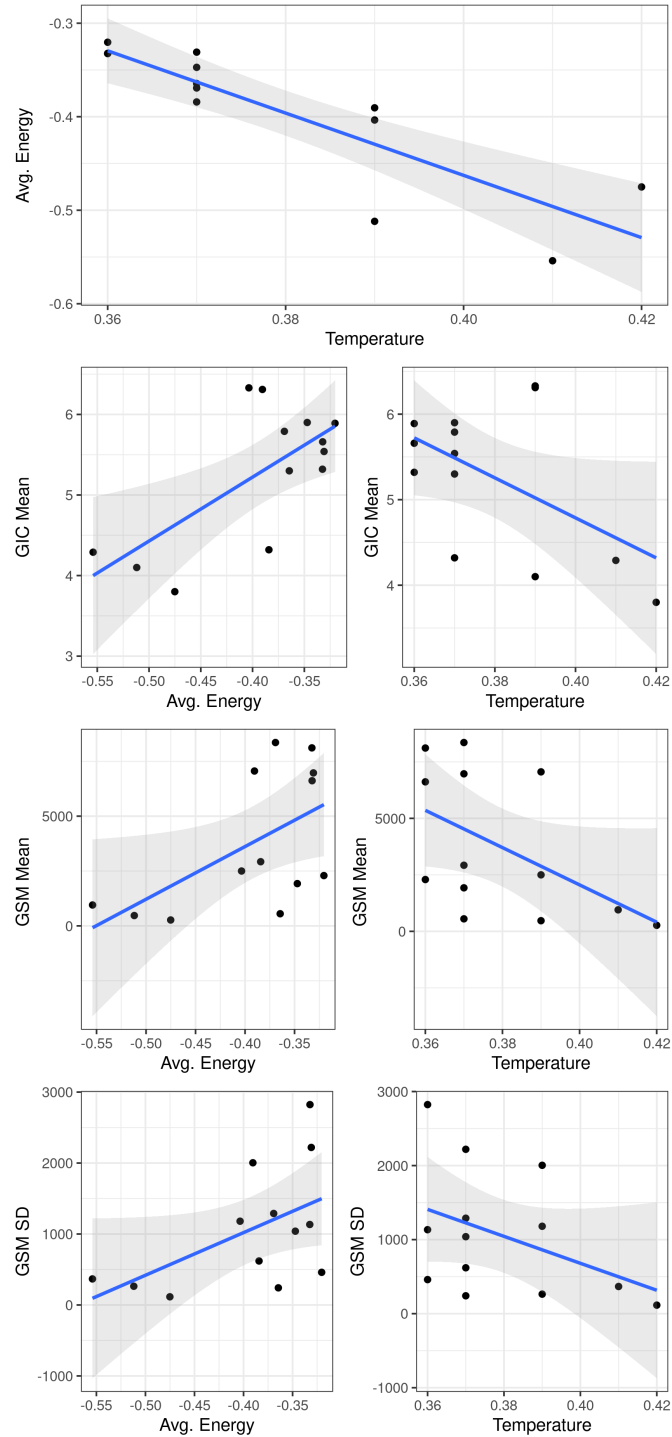 -0.3
-0.4
-0.5
-0.6
Avg. Energy
0.36 0.38 0.40 0.42
Temperature
6
5
4
3
GIC Mean
-0.55 -0.50 -0.45 -0.40 -0.35
Avg. Energy
6
5
4
GIC Mean
0.36 0.38 0.40 0.42
Temperature
5000
0
GSM Mean
-0.55 -0.50 -0.45 -0.40 -0.35
Avg. Energy
5000
0
GSM Mean
0.36 0.38 0.40 0.42
Temperature
3000
2000
1000
0
-1000
GSM SD
-0.55 -0.50 -0.45 -0.40 -0.35
Avg. Energy
3000
2000
1000
0
-1000
GSM SD
0.36 0.38 0.40 0.42
Temperature